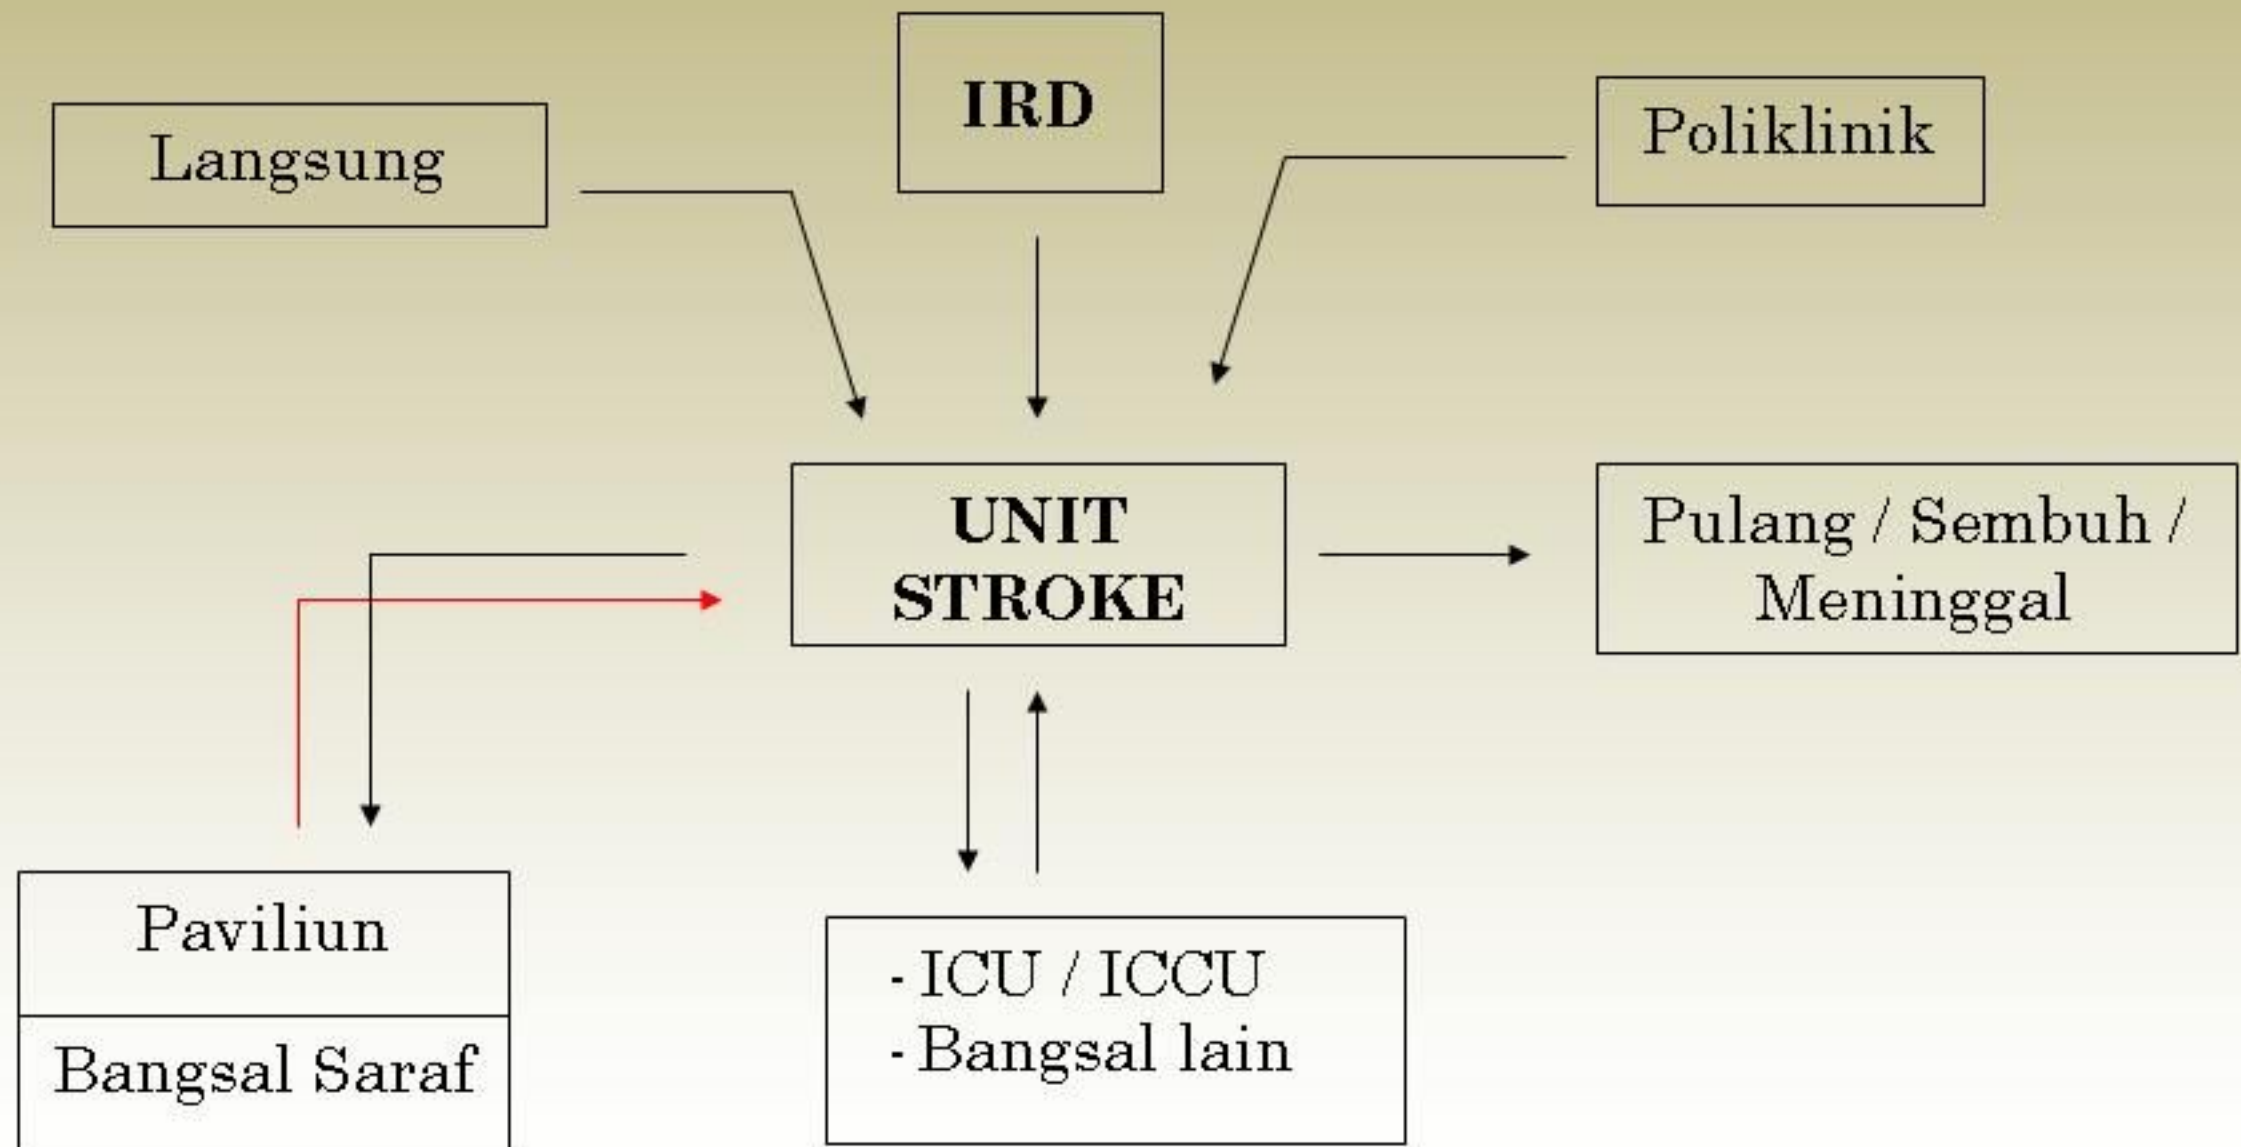 IRD
Langsung
Poliklinik
UNIT
STROKE
Pulang / Sembuh /
Meninggal
Paviliun
Bangsal Saraf
- ICU / ICCU
- Bangsal lain